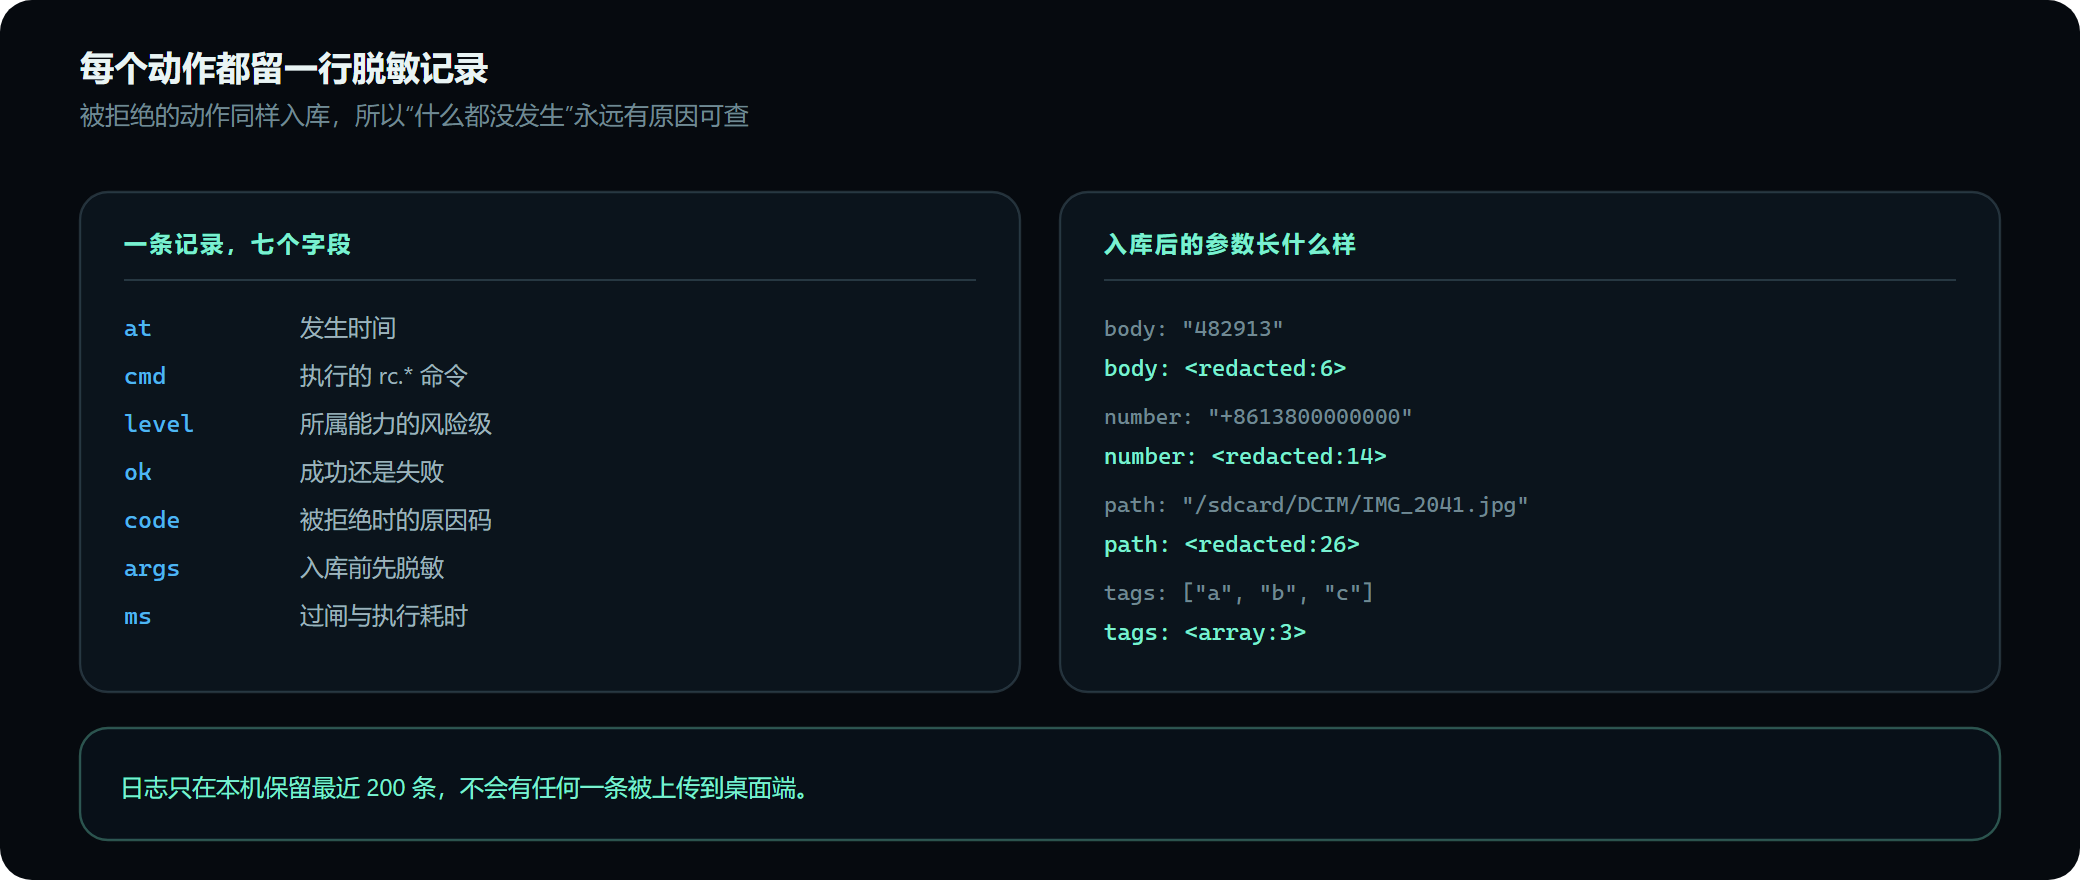 每个动作都留一行脱敏记录
被拒绝的动作同样入库，所以“什么都没发生”永远有原因可查
一条记录，七个字段
at 发生时间
cmd 执行的 rc.* 命令
level 所属能力的风险级
ok 成功还是失败
code 被拒绝时的原因码
args 入库前先脱敏
ms 过闸与执行耗时
入库后的参数长什么样
body: "482913"
body: <redacted:6>
number: "+8613800000000"
number: <redacted:14>
path: "/sdcard/DCIM/IMG_2041.jpg"
path: <redacted:26>
tags: ["a", "b", "c"]
tags: <array:3>
日志只在本机保留最近 200 条，不会有任何一条被上传到桌面端。